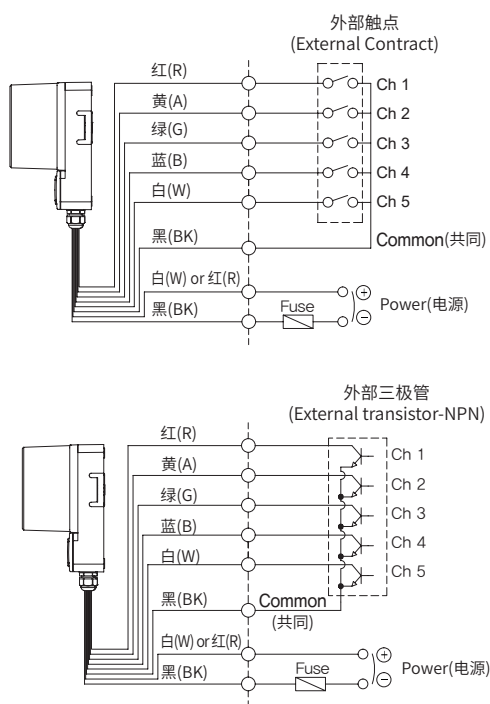 外部触点
(External Contract)
红(R)
Ch 1
黄(A)
Ch 2
绿(G)
Ch 3
蓝(B)
Ch 4
白(W)
Ch 5
黑(BK)
Common(共同)
白(W) or 红(R)
Power(电源)
黑(BK)
Fuse
外部三极管
(External transistor-NPN)
红(R)
Ch 1
黄(A)
Ch 2
绿(G)
Ch 3
蓝(B)
Ch 4
白(W)
Ch 5
黑(BK)
Common
(共同)
白(W) or 红(R)
Power(电源)
黑(BK)
Fuse